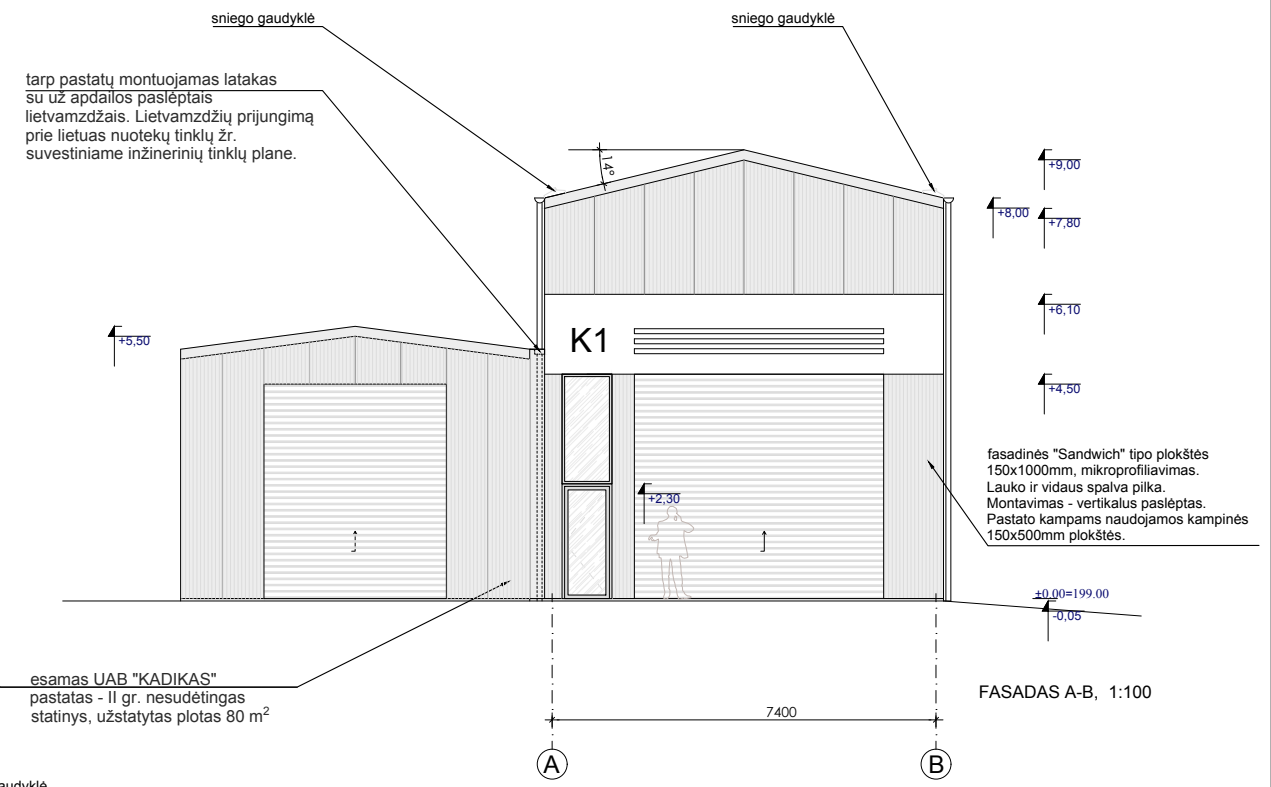 sniego gaudyklė
sniego gaudyklė
tarp pastatų montuojamas latakas
su už apdailos paslėptais
lietvamzdžais. Lietvamzdžių prijungimą
prie lietuas nuotekų tinklų žr.
suvestiniame inžinerinių tinklų plane.
14°
+9,00
+8,00
+7,80
+6,10
+5,50
K1
+4,50
fasadinės "Sandwich" tipo plokštės
150x1000mm, mikroprofiliavimas.
Lauko ir vidaus spalva pilka.
Montavimas - vertikalus paslėptas.
Pastato kampams naudojamos kampinės
150x500mm plokštės.
+2,30
±0.00=199.00
-0,05
esamas UAB "KADIKAS"
pastatas - II gr. nesudėtingas
statinys, užstatytas plotas 80 m²
FASADAS A-B, 1:100
7400
A
B
audyklė